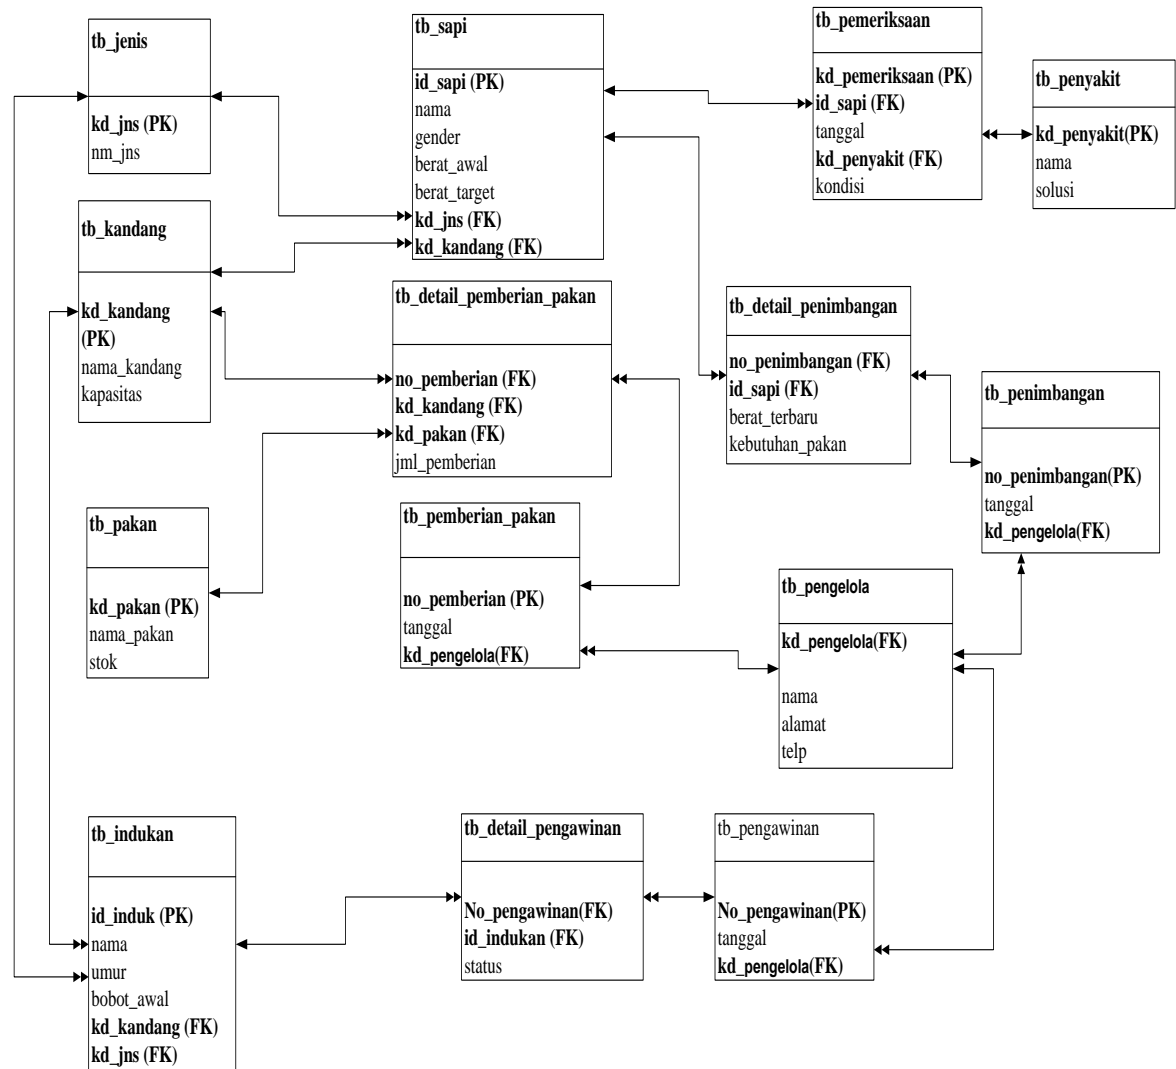 tb_jenis
kd_jns (PK)
nm_jns
tb_sapi
id_sapi (PK)
nama
gender
berat_awal
berat_target
kd_jns (FK)
kd_kandang (FK)
tb_pemeriksaan
kd_pemeriksaan (PK)
id_sapi (FK)
tanggal
kd_penyakit (FK)
kondisi
tb_penyakit
kd_penyakit(PK)
nama
solusi
tb_kandang
kd_kandang
(PK)
nama_kandang
kapasitas
tb_detail_pemberian_pakan
no_pemberian (FK)
kd_kandang (FK)
kd_pakan (FK)
jml_pemberian
tb_detail_penimbangan
no_penimbangan (FK)
id_sapi (FK)
berat_terbaru
kebutuhan_pakan
tb_penimbangan
no_penimbangan(PK)
tanggal
kd_pengelola(FK)
tb_pakan
kd_pakan (PK)
nama_pakan
stok
tb_pemberian_pakan
no_pemberian (PK)
tanggal
kd_pengelola(FK)
tb_pengelola
kd_pengelola(FK)
nama
alamat
telp
tb_indukan
id_induk (PK)
nama
umur
bobot_awal
kd_kandang (FK)
kd_jns (FK)
tb_detail_pengawinan
No_pengawinan(FK)
id_indukan (FK)
status
tb_pengawinan
No_pengawinan(PK)
tanggal
kd_pengelola(FK)